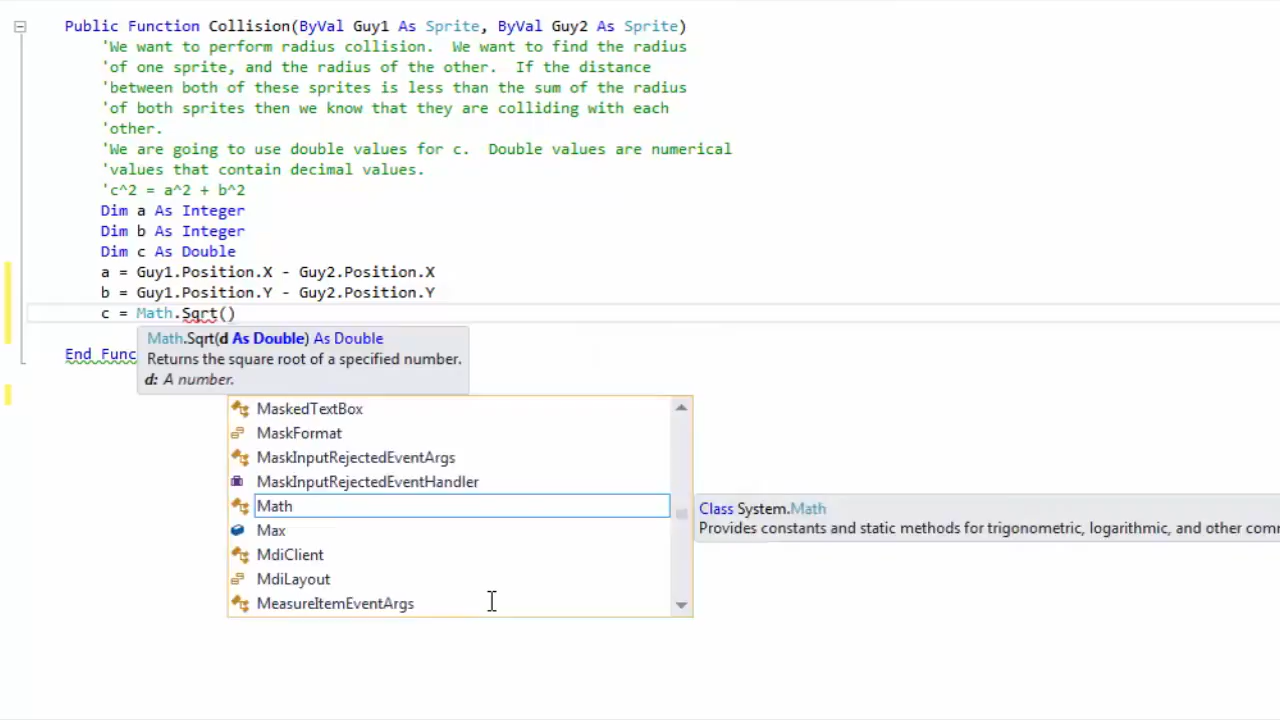 Public Function Collision(ByVal Guy1 As Sprite, ByVal Guy2 As Sprite)
'We want to perform radius collision.  We want to find the radius
'of one sprite, and the radius of the other.  If the distance
'between both of these sprites is less than the sum of the radius
'of both sprites then we know that they are colliding with each
'other.
'We are going to use double values for c.  Double values are numerical
'values that contain decimal values.
'c^2 = a^2 + b^2
Dim a As Integer
Dim b As Integer
Dim c As Double
a = Guy1.Position.X - Guy2.Position.X
b = Guy1.Position.Y - Guy2.Position.Y
c = Math.Sqrt()
Math.Sqrt(d As Double) As Double
End Func
Returns the square root of a specified number.
d: A number.
MaskedTextBox
MaskFormat
MaskInputRejectedEventArgs
MaskInputRejectedEventHandler
Math
Max
MdiClient
MdiLayout
MeasureItemEventArgs
Class System.Math
Provides constants and static methods for trigonometric, logarithmic, and other comm